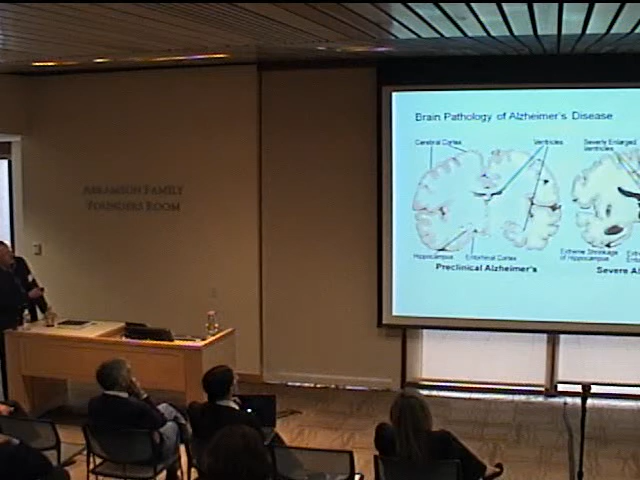 ABRAMSON FAMILY
FOUNDERS ROOM
Brain Pathology of Alzheimer's Disease
Cerebral Cortex
Ventricles
Severly Enlarged
Ventricles
Hippocampus
Entorhinal Cortex
Preclinical Alzheimer's
Extreme Shrinkage
of Hippocampus
Severe